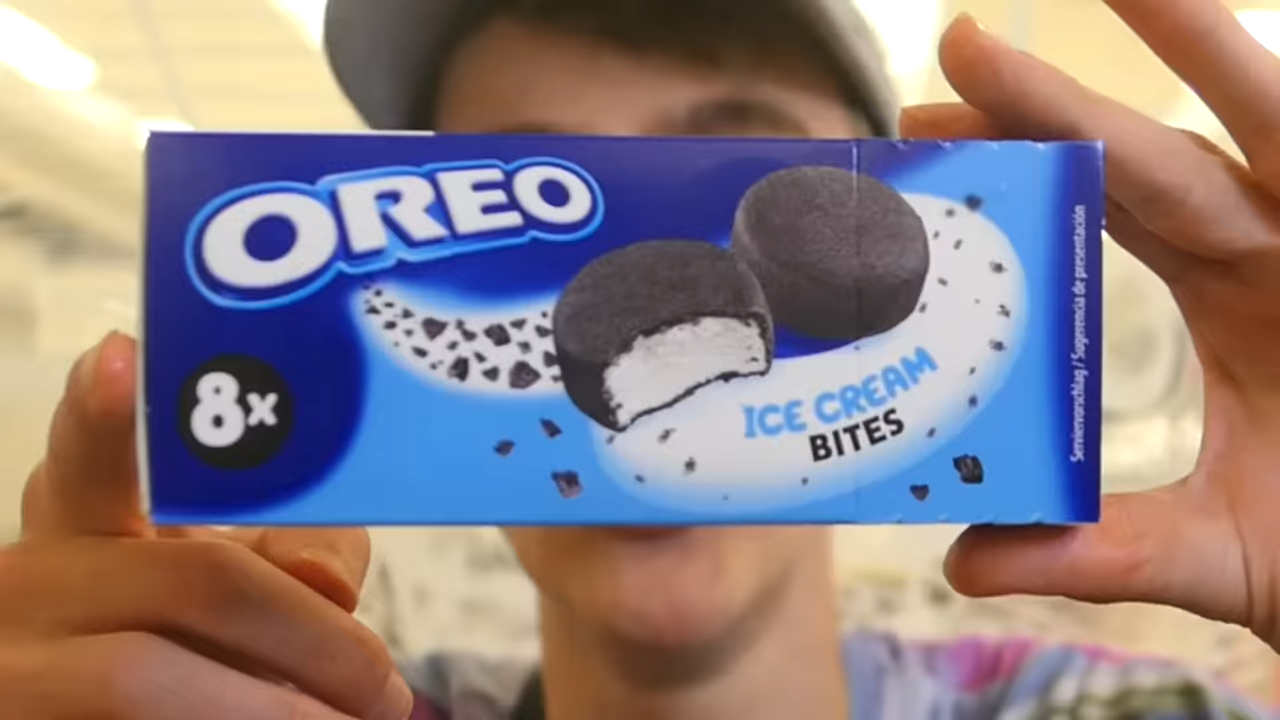 OREO
8x
ICE CREAM
BITES
Serviervorschlag / Sugerencia de presentación